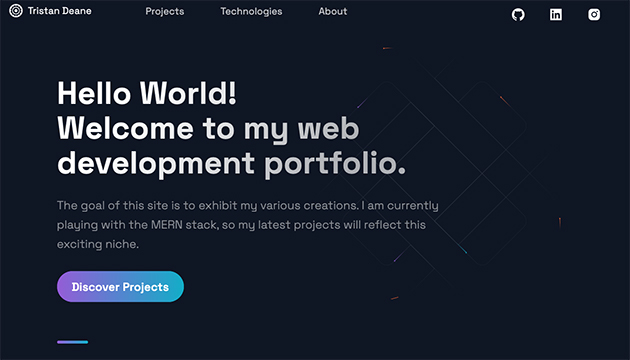 Tristan Deane
Projects
Technologies
About
Hello World!
Welcome to my web
development portfolio.
The goal of this site is to exhibit my various creations. I am currently
playing with the MERN stack, so my latest projects will reflect this
exciting niche.
Discover Projects